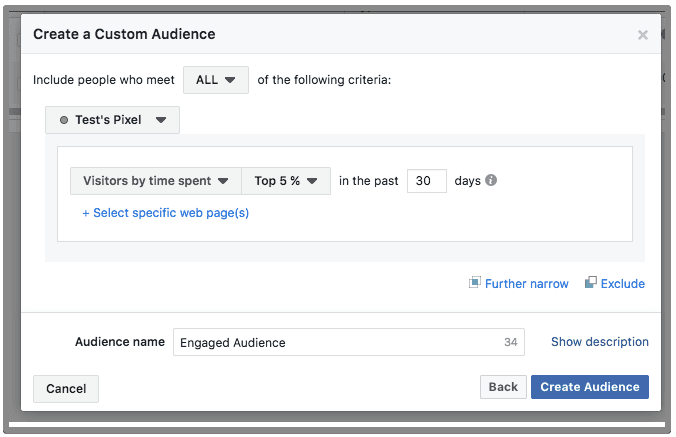 Create a Custom Audience
Include people who meet ALL of the following criteria:
Test's Pixel
Visitors by time spent Top 5 % in the past 30 days
+ Select specific web page(s)
Further narrow Exclude
Audience name Engaged Audience 34 Show description
Cancel Back Create Audience